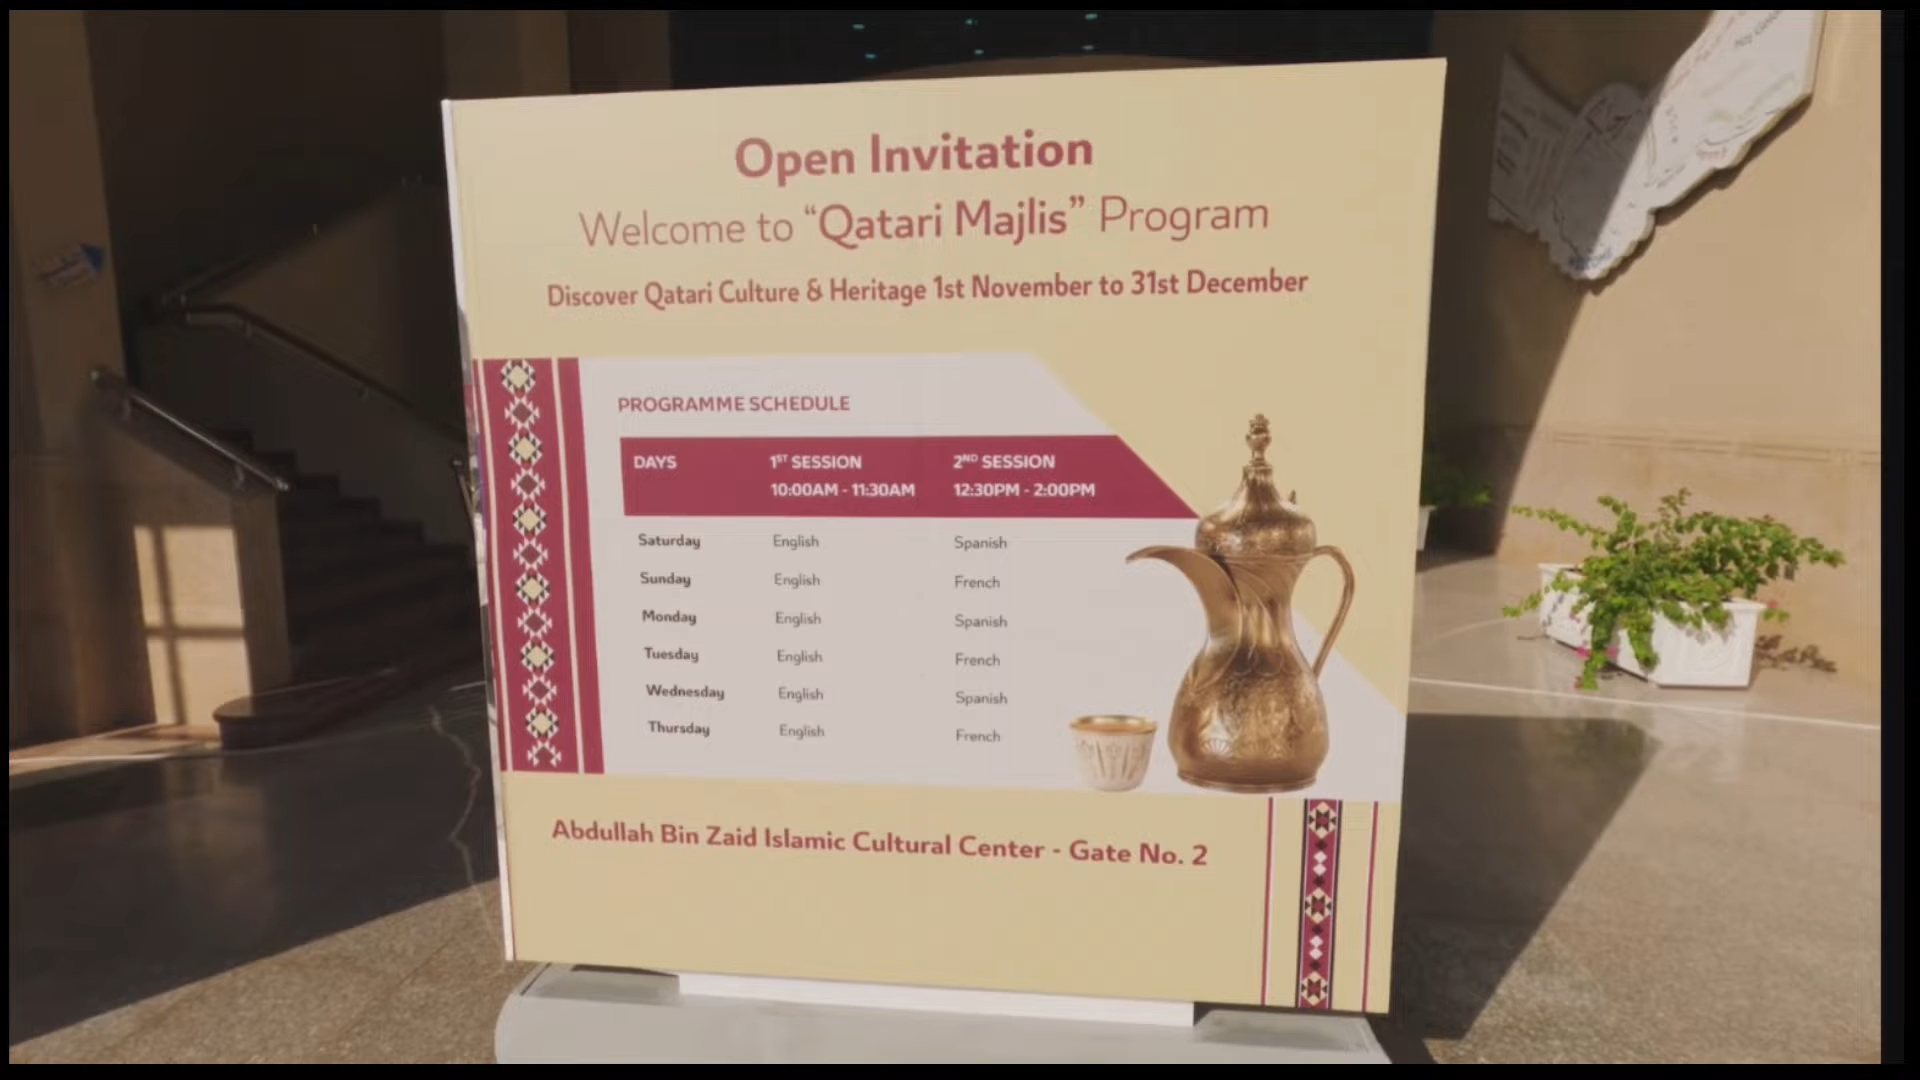 Open Invitation
Welcome to “Qatari Majlis” Program
Discover Qatari Culture & Heritage 1st November to 31st December
PROGRAMME SCHEDULE
DAYS 1ST SESSION 2ND SESSION
10:00AM - 11:30AM 12:30PM - 2:00PM
Saturday English Spanish
Sunday English French
Monday English Spanish
Tuesday English French
Wednesday English Spanish
Thursday English French
Abdullah Bin Zaid Islamic Cultural Center - Gate No. 2